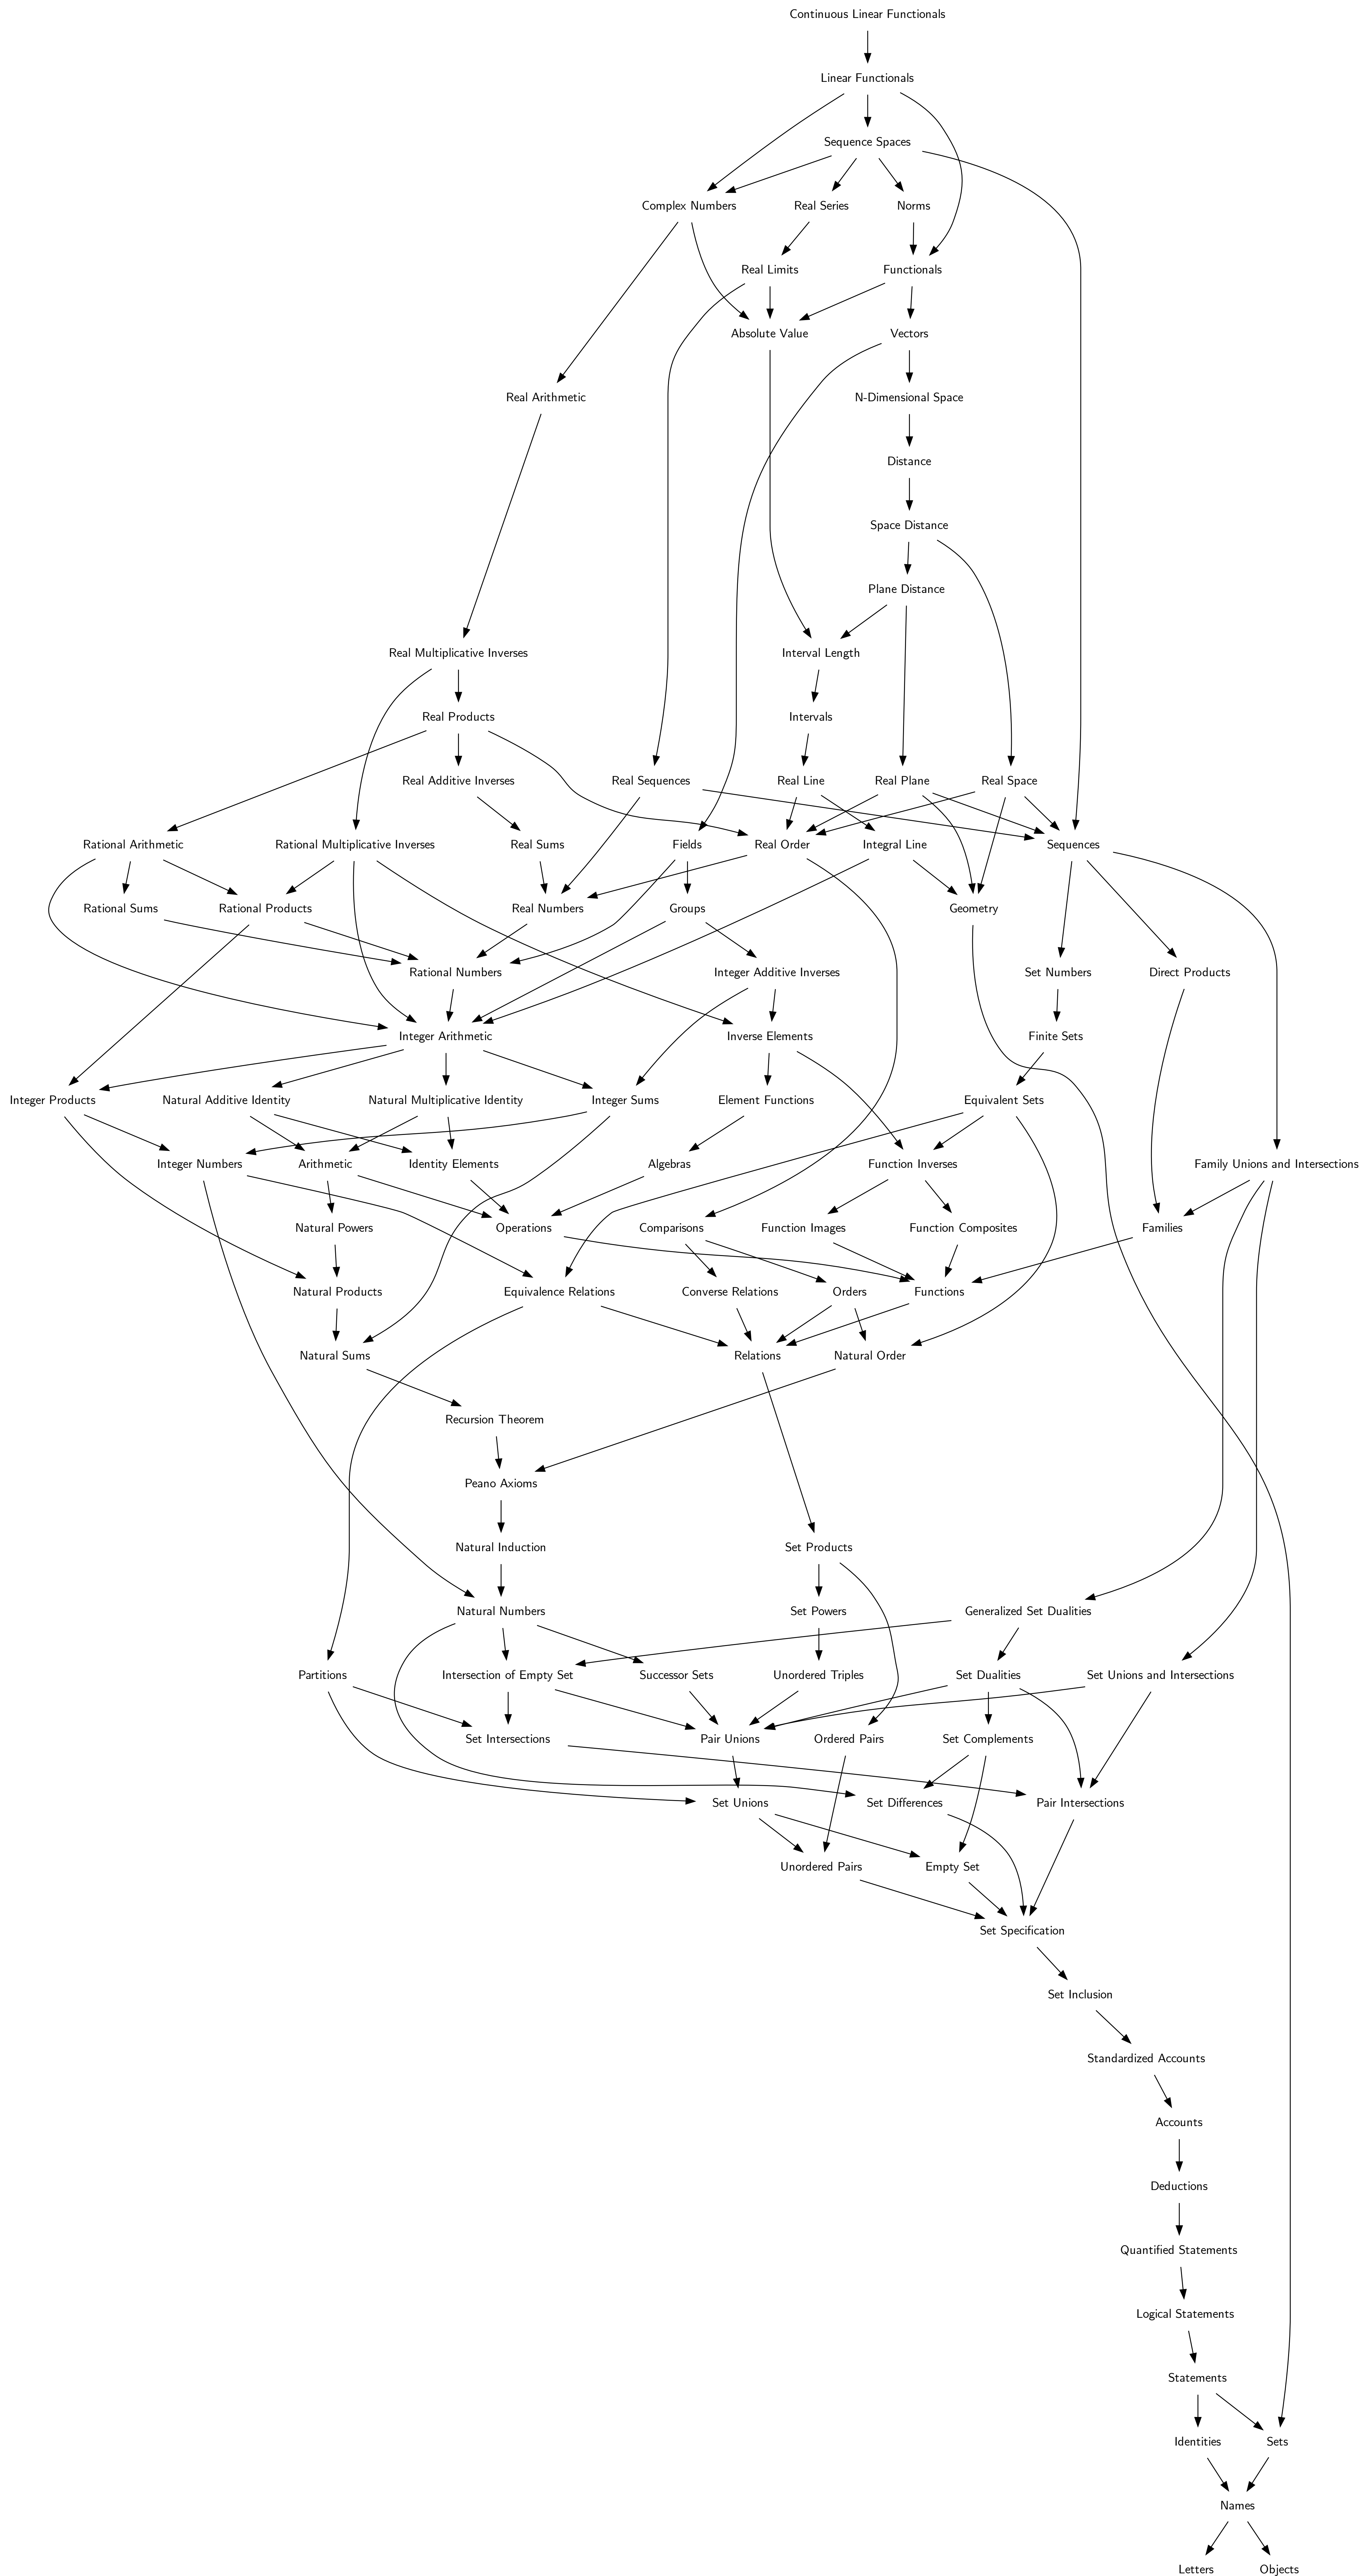 Continuous Linear Functionals
Linear Functionals
Sequence Spaces
Complex Numbers
Real Series
Norms
Real Limits
Functionals
Absolute Value
Vectors
Real Arithmetic
N-Dimensional Space
Distance
Space Distance
Plane Distance
Real Multiplicative Inverses
Interval Length
Real Products
Intervals
Real Additive Inverses
Real Sequences
Real Line
Real Plane
Real Space
Rational Arithmetic
Rational Multiplicative Inverses
Real Sums
Fields
Real Order
Integral Line
Sequences
Rational Sums
Rational Products
Real Numbers
Groups
Geometry
Rational Numbers
Integer Additive Inverses
Set Numbers
Direct Products
Integer Arithmetic
Inverse Elements
Finite Sets
Integer Products
Natural Additive Identity
Natural Multiplicative Identity
Integer Sums
Element Functions
Equivalent Sets
Integer Numbers
Arithmetic
Identity Elements
Algebras
Function Inverses
Family Unions and Intersections
Natural Powers
Operations
Comparisons
Function Images
Function Composites
Families
Natural Products
Equivalence Relations
Converse Relations
Orders
Functions
Natural Sums
Relations
Natural Order
Recursion Theorem
Peano Axioms
Natural Induction
Set Products
Natural Numbers
Set Powers
Generalized Set Dualities
Partitions
Intersection of Empty Set
Successor Sets
Unordered Triples
Set Dualities
Set Unions and Intersections
Set Intersections
Pair Unions
Ordered Pairs
Set Complements
Set Unions
Set Differences
Pair Intersections
Unordered Pairs
Empty Set
Set Specification
Set Inclusion
Standardized Accounts
Accounts
Deductions
Quantified Statements
Logical Statements
Statements
Identities
Sets
Names
Letters
Objects